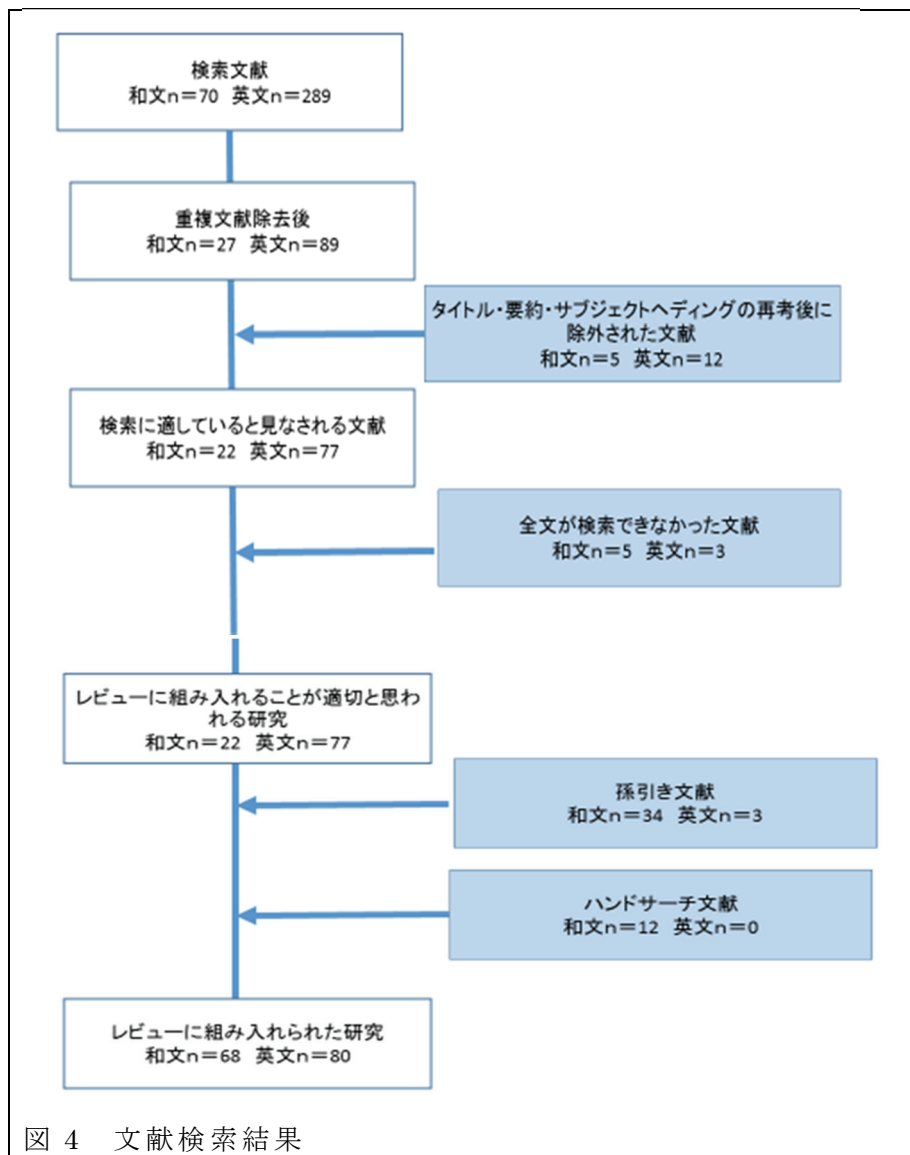 検索文献
和文n=70 英文n=289
重複文献除去後
和文n=27 英文n=89
タイトル・要約・サブジェクトヘディングの再考後に
除外された文献
和文n=5 英文n=12
検索に適していると見なされる文献
和文n=22 英文n=77
全文が検索できなかった文献
和文n=5 英文n=3
レビューに組み入れることが適切と思わ
れる研究
和文n=22 英文n=77
孫引き文献
和文n=34 英文n=3
ハンドサーチ文献
和文n=12 英文n=0
レビューに組み入れられた研究
和文n=68 英文n=80
図 4 文献検索結果